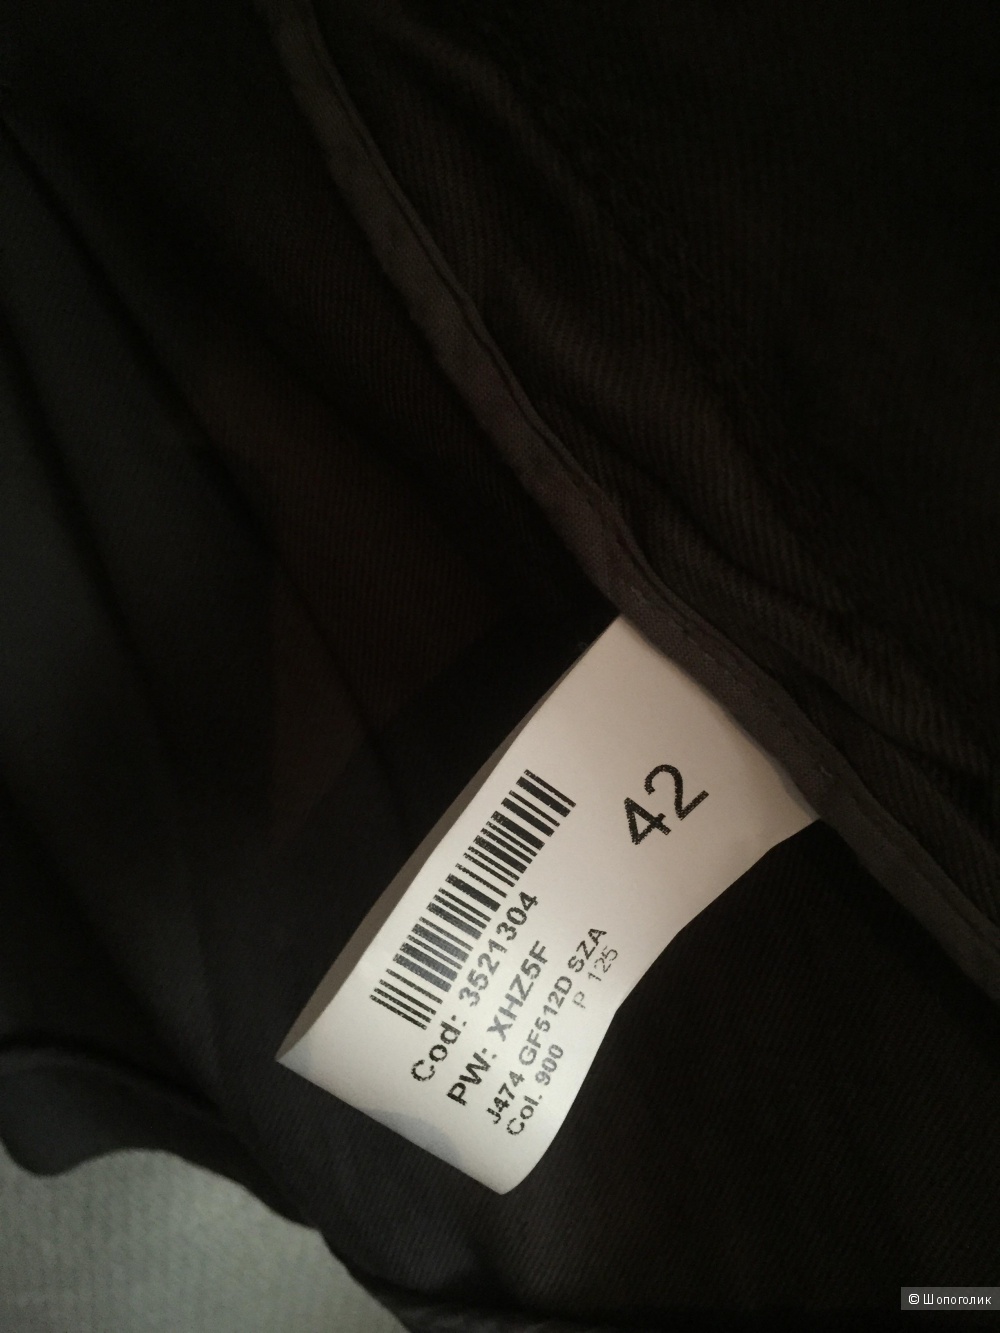 42
Cod: 3521304
PW: XHZ5F
J474 GF512D SZA
Col. 900 P 125
© Шопоголик